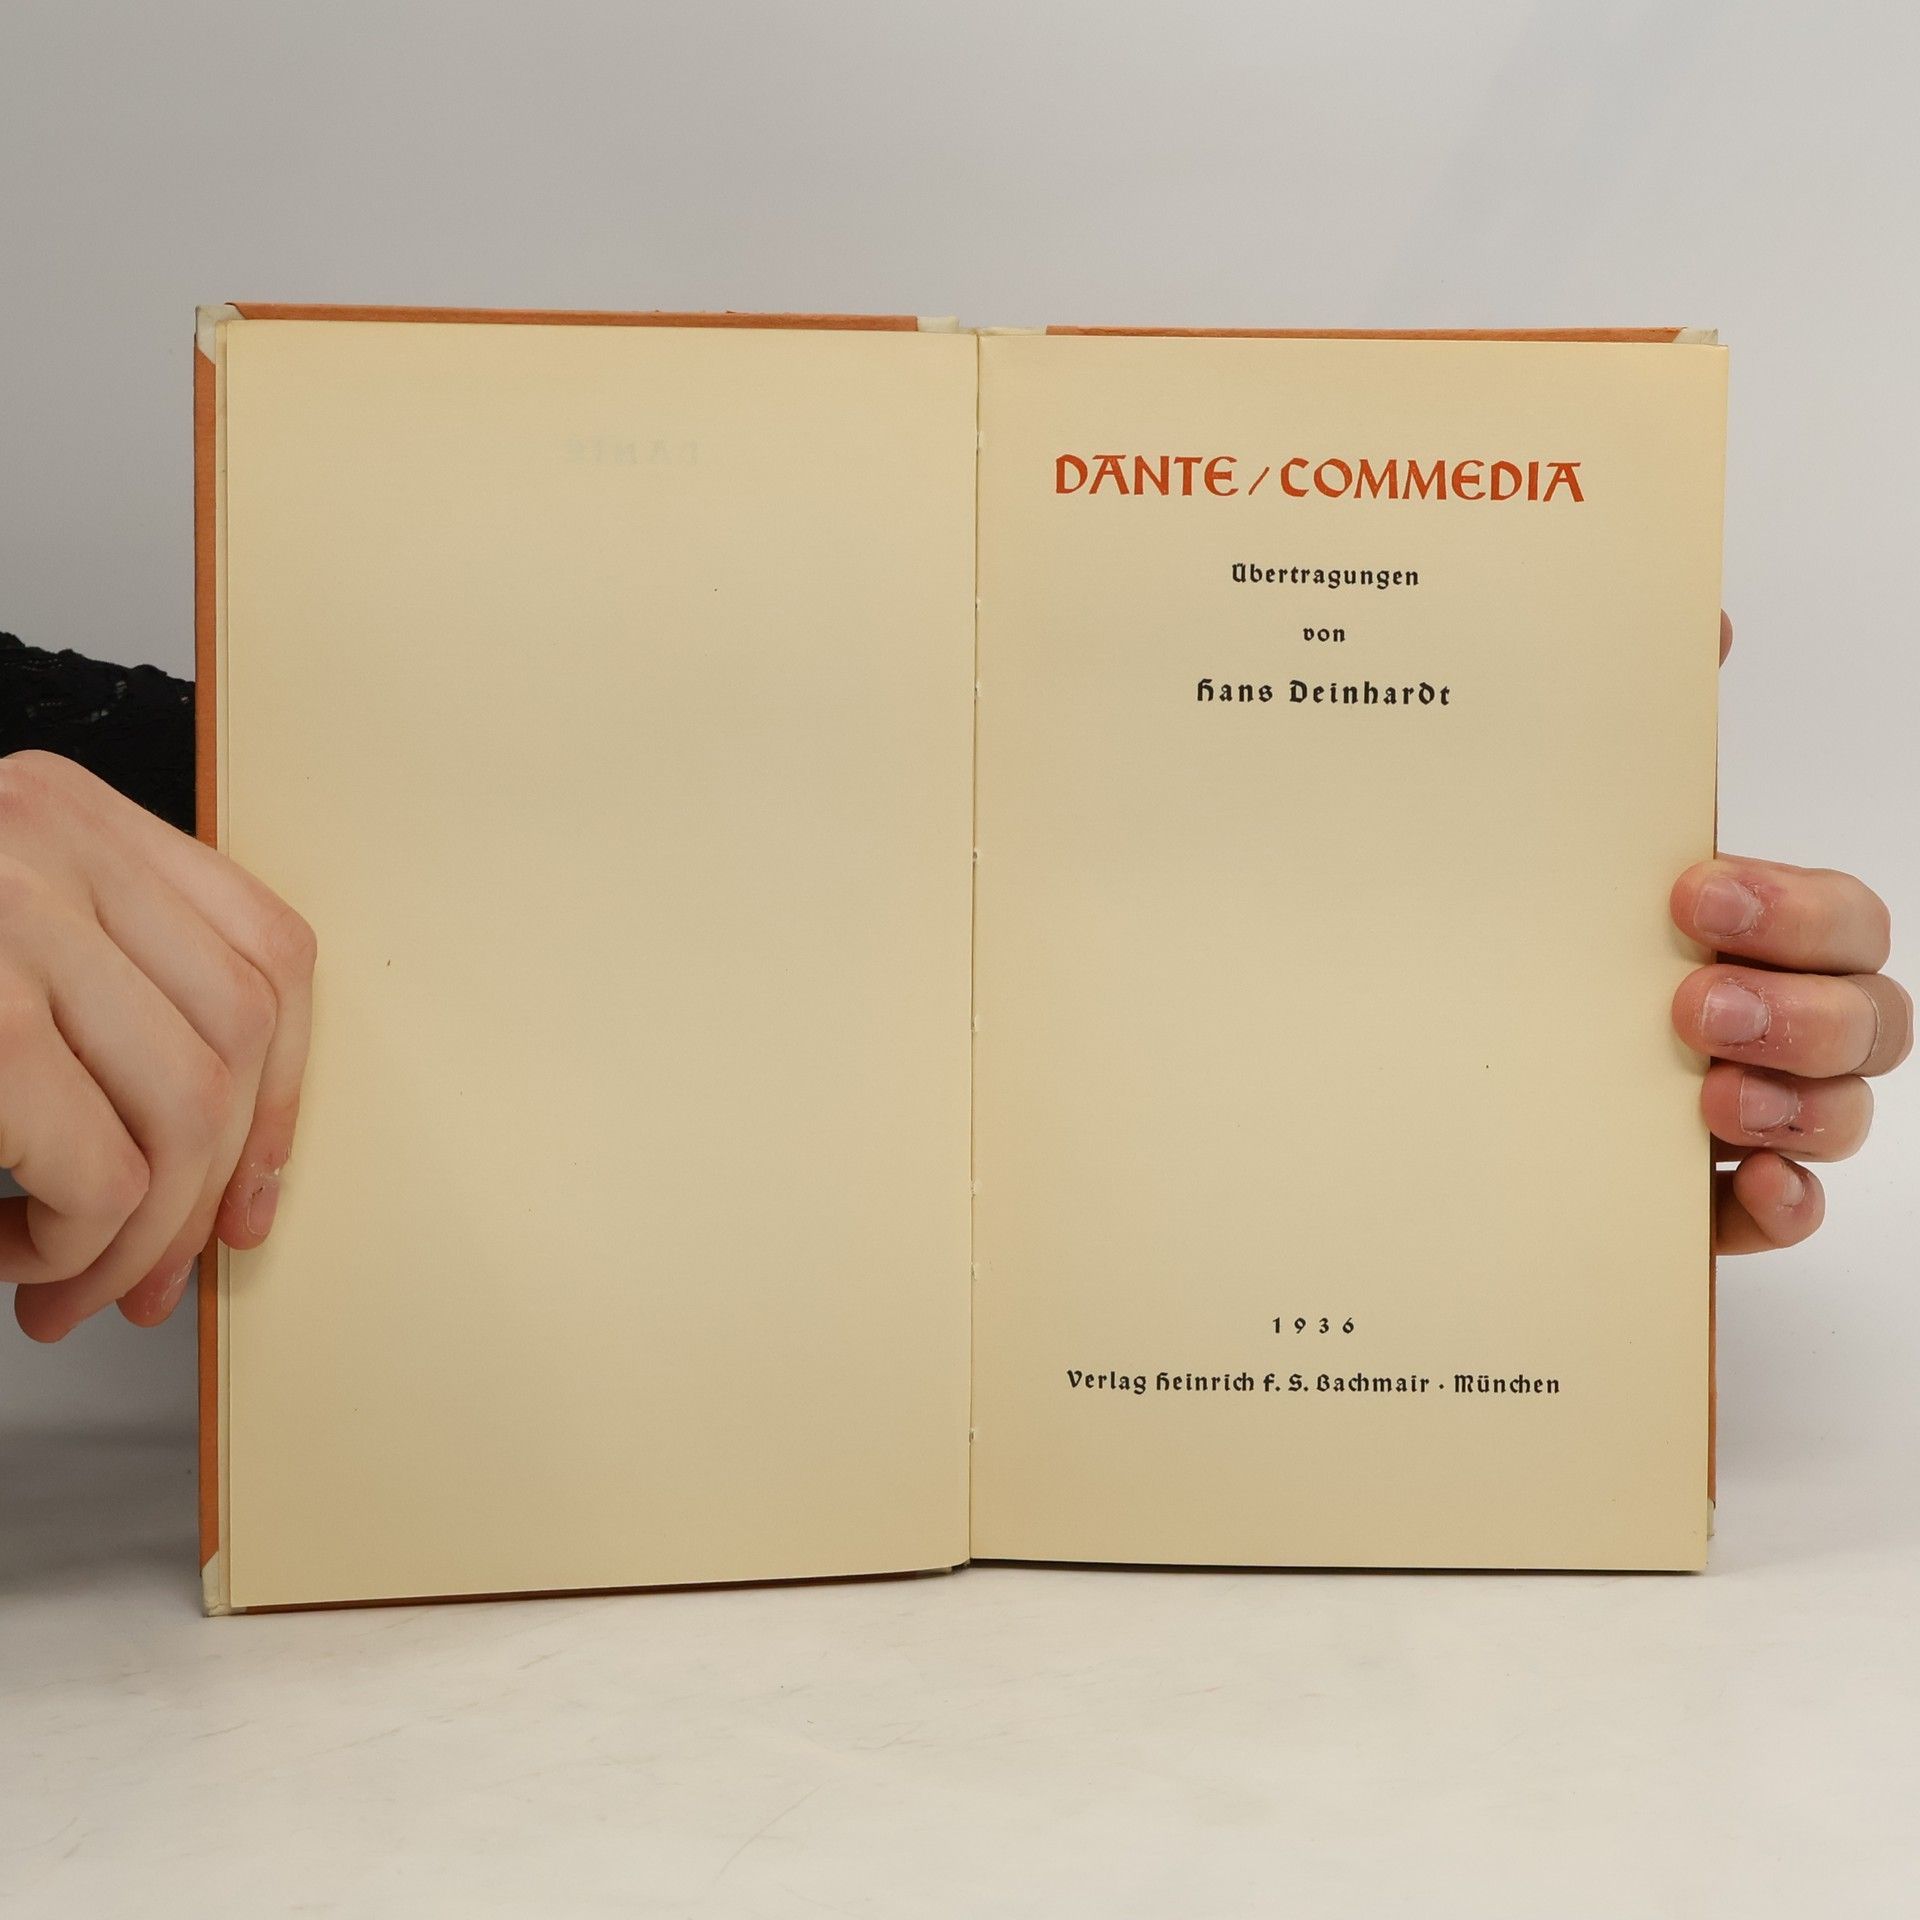 DANTE / COMMEDIA
Übertragungen
von
Hans Deinhardt
1936
Verlag Heinrich F. S. Bachmair · München